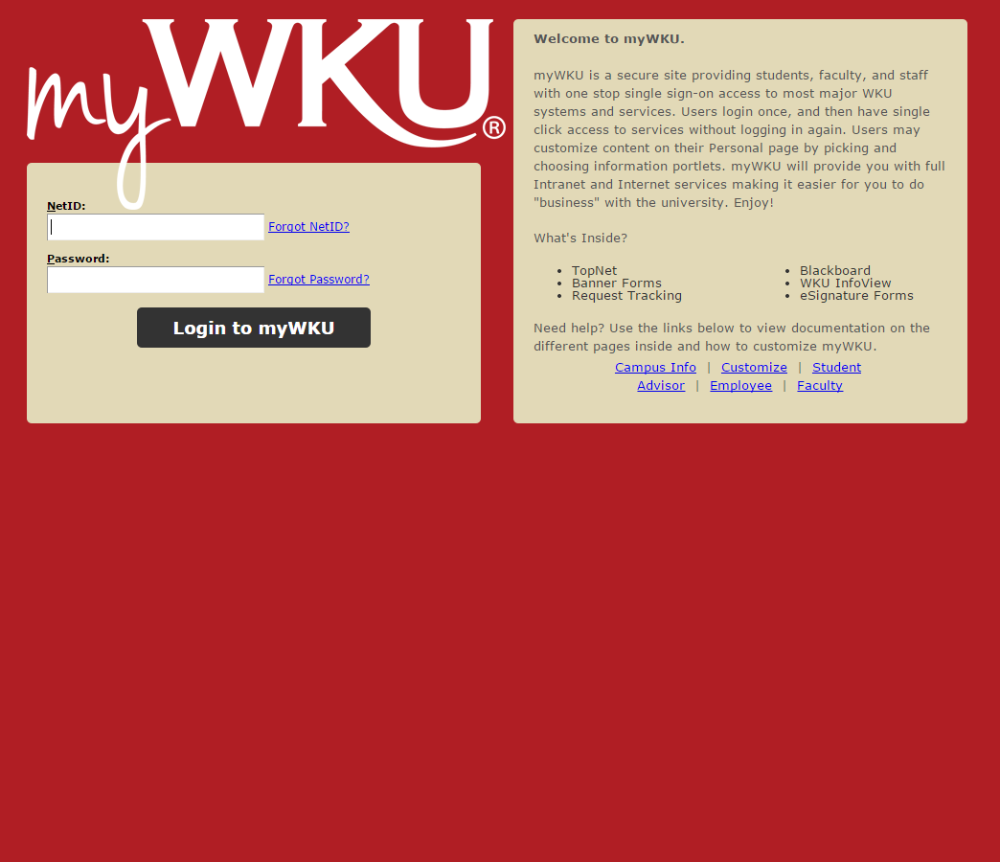 myWKU®
NetID:
Forgot NetID?
Password:
Forgot Password?
Login to myWKU
Welcome to myWKU.
myWKU is a secure site providing students, faculty, and staff
with one stop single sign-on access to most major WKU
systems and services. Users login once, and then have single
click access to services without logging in again. Users may
customize content on their Personal page by picking and
choosing information portlets. myWKU will provide you with full
Intranet and Internet services making it easier for you to do
"business" with the university. Enjoy!
What's Inside?
• TopNet
• Banner Forms
• Request Tracking
• Blackboard
• WKU InfoView
• eSignature Forms
Need help? Use the links below to view documentation on the
different pages inside and how to customize myWKU.
Campus Info | Customize | Student
Advisor | Employee | Faculty